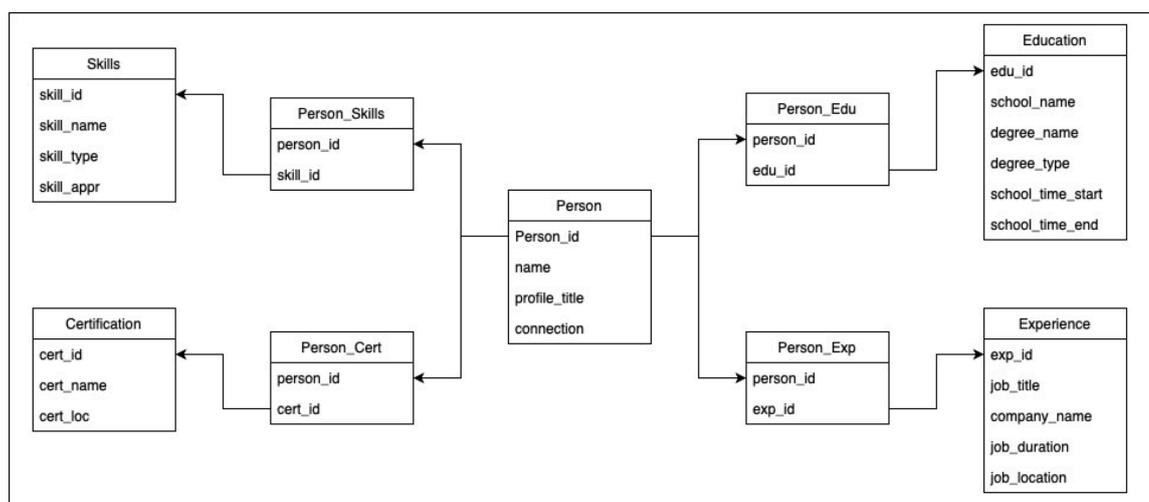 Skills
skill_id
skill_name
skill_type
skill_appr
Person_Skills
person_id
skill_id
Certification
cert_id
cert_name
cert_loc
Person_Cert
person_id
cert_id
Person
Person_id
name
profile_title
connection
Person_Edu
person_id
edu_id
Education
edu_id
school_name
degree_name
degree_type
school_time_start
school_time_end
Person_Exp
person_id
exp_id
Experience
exp_id
job_title
company_name
job_duration
job_location